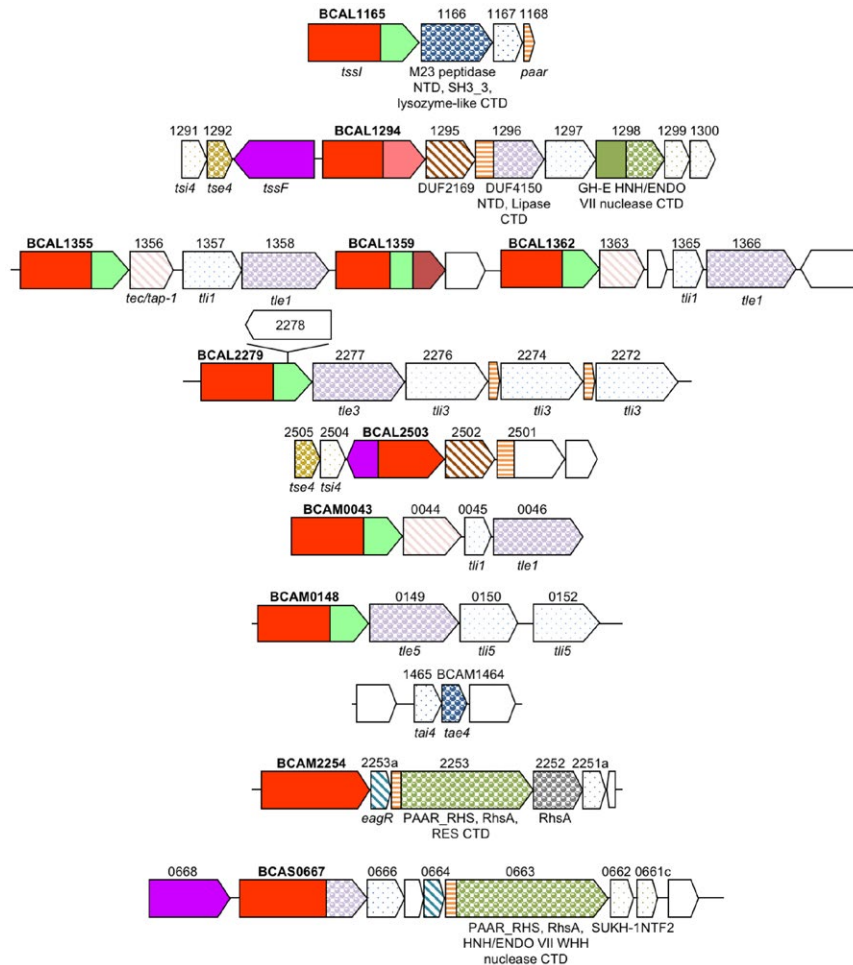 BCAL1165 1166 1167 1168
tssI M23 peptidase paar
NTD, SH3_3,
lysozyme-like CTD
1291 1292 BCAL1294 1295 1296 1297 1298 1299 1300
tsi4 tse4 tssF DUF2169 DUF4150 GH-E HNH/ENDO
NTD, Lipase VII nuclease CTD
CTD
BCAL1355 1356 1357 1358 BCAL1359 BCAL1362 1363 1365 1366
tec/tap-1 tli1 tle1 tli1 tle1
2278
BCAL2279 2277 2276 2274 2272
tle3 tli3 tli3 tli3
2505 2504 BCAL2503 2502 2501
tse4 tsi4
BCAM0043 0044 0045 0046
tli1 tle1
BCAM0148 0149 0150 0152
tle5 tli5 tli5
1465 BCAM1464
tai4 tae4
BCAM2254 2253a 2253 2252 2251a
eagR PAAR_RHS, RhsA, RhsA
RES CTD
0668 BCAS0667 0666 0664 0663 0662 0661c
PAAR_RHS, RhsA, SUKH-1NTF2
HNH/ENDO VII WHH
nuclease CTD